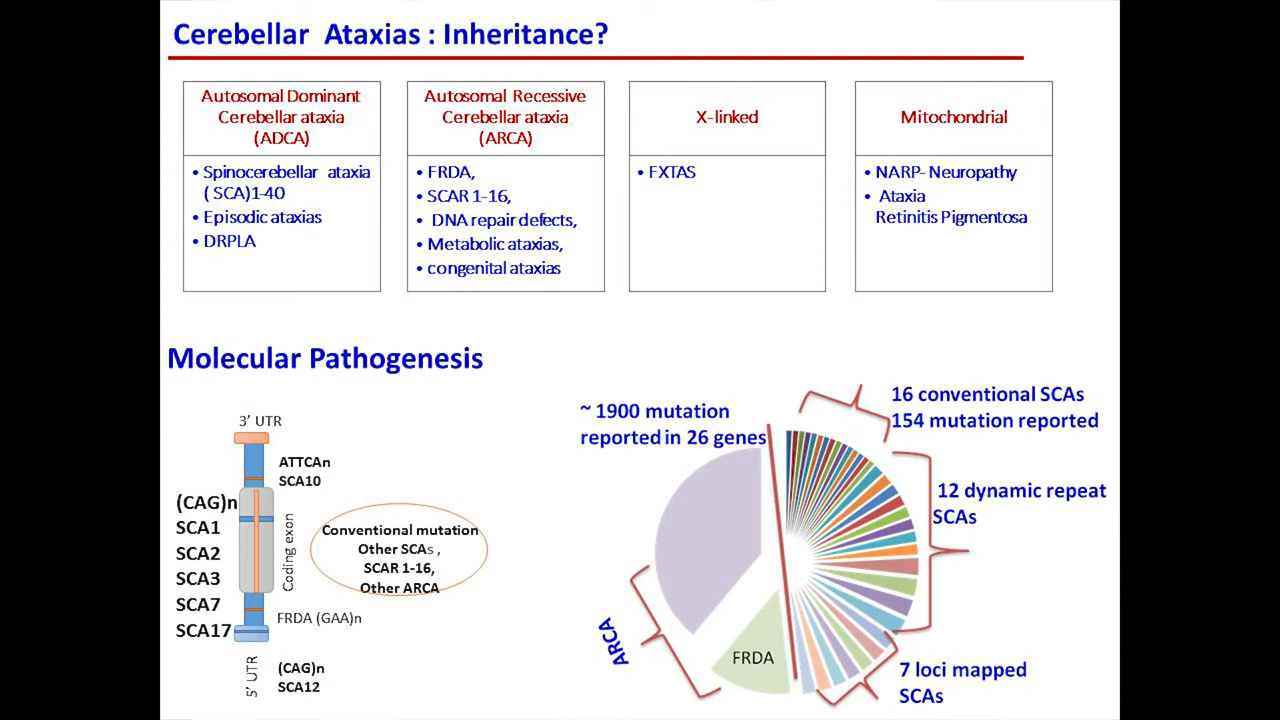 Cerebellar Ataxias : Inheritance?
Autosomal Dominant
Cerebellar ataxia
(ADCA)
• Spinocerebellar ataxia
( SCA)1-40
• Episodic ataxias
• DRPLA
Autosomal Recessive
Cerebellar ataxia
(ARCA)
• FRDA,
• SCAR 1-16,
• DNA repair defects,
• Metabolic ataxias,
• congenital ataxias
X-linked
• FXTAS
Mitochondrial
• NARP- Neuropathy
• Ataxia
Retinitis Pigmentosa
Molecular Pathogenesis
3’ UTR
ATTCAn
SCA10
(CAG)n
SCA1
SCA2
SCA3
SCA7
SCA17
Coding exon
FRDA (GAA)n
5’ UTR
(CAG)n
SCA12
Conventional mutation
Other SCAs ,
SCAR 1-16,
Other ARCA
~ 1900 mutation
reported in 26 genes
16 conventional SCAs
154 mutation reported
12 dynamic repeat
SCAs
7 loci mapped
SCAs
ARCA
FRDA